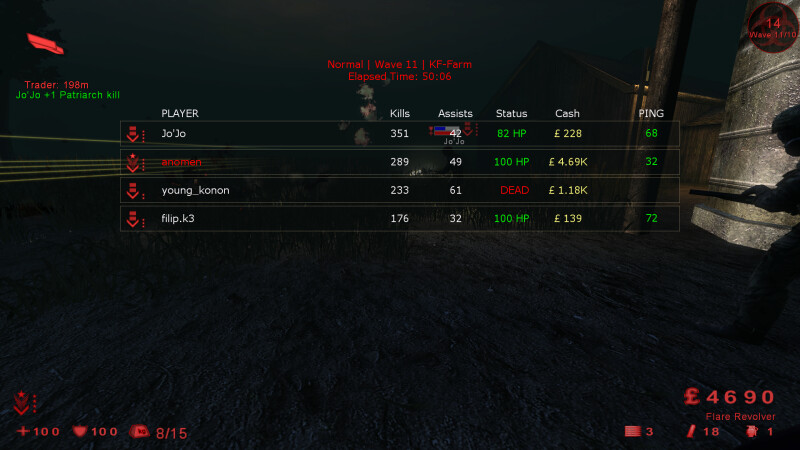 14
Wave 11/10
Normal | Wave 11 | KF-Farm
Elapsed Time: 50:06
Trader: 198m
Jo'Jo +1 Patriarch kill
PLAYER Kills Assists Status Cash PING
Jo'Jo 351 42 82 HP £ 228 68
Jo'Jo
anomen 289 49 100 HP £ 4.69K 32
young_konon 233 61 DEAD £ 1.18K
filip.k3 176 32 100 HP £ 139 72
£ 4690
Flare Revolver
100 100 8/15 3 18 1